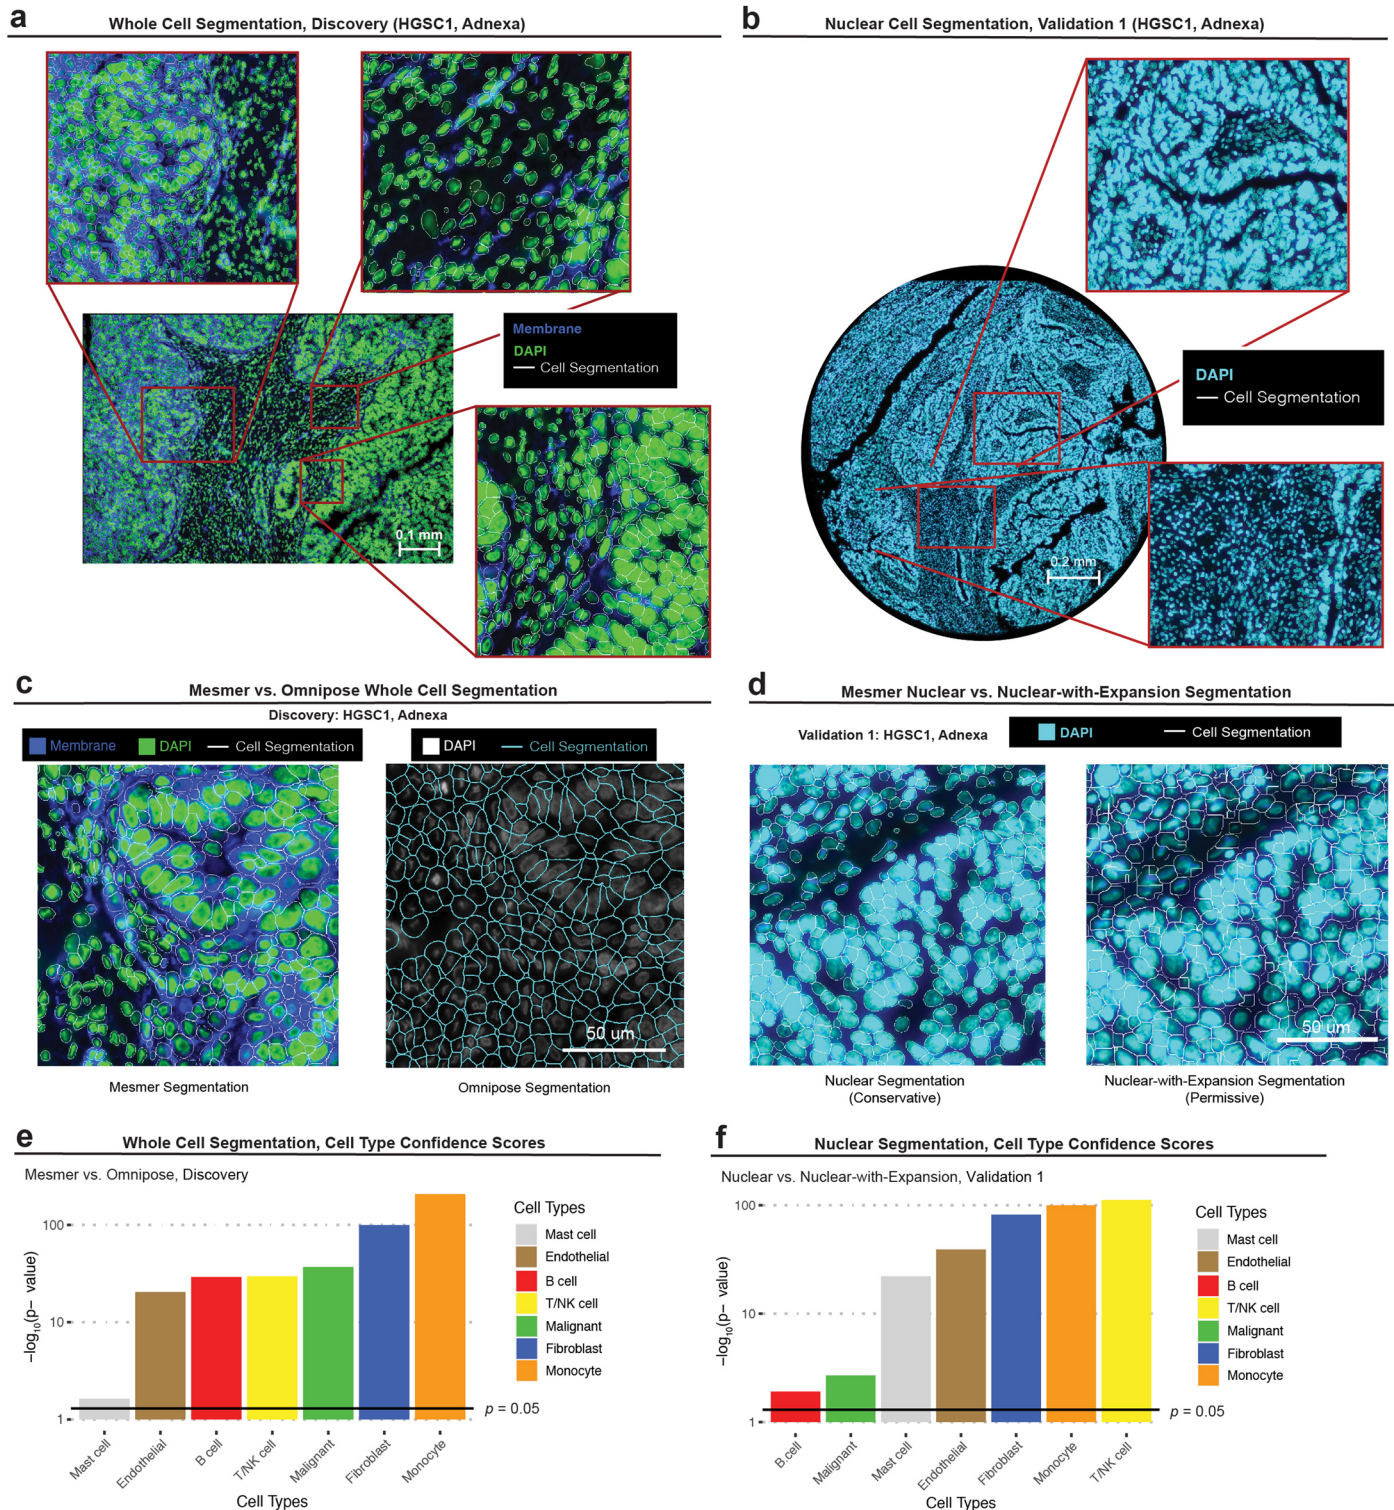 a
Whole Cell Segmentation, Discovery (HGSC1, Adnexa)
Membrane
DAPI
Cell Segmentation
0.1 mm
b
Nuclear Cell Segmentation, Validation 1 (HGSC1, Adnexa)
DAPI
Cell Segmentation
0.2 mm
c
Mesmer vs. Omnipose Whole Cell Segmentation
Discovery: HGSC1, Adnexa
Membrane DAPI Cell Segmentation
DAPI Cell Segmentation
50 um
Mesmer Segmentation
Omnipose Segmentation
d
Mesmer Nuclear vs. Nuclear-with-Expansion Segmentation
Validation 1: HGSC1, Adnexa
DAPI Cell Segmentation
50 um
Nuclear Segmentation
(Conservative)
Nuclear-with-Expansion Segmentation
(Permissive)
e
Whole Cell Segmentation, Cell Type Confidence Scores
Mesmer vs. Omnipose, Discovery
−log10(p− value)
100
10
1
p = 0.05
Mast cell
Endothelial
B cell
T/NK cell
Malignant
Fibroblast
Monocyte
Cell Types
Cell Types
Mast cell
Endothelial
B cell
T/NK cell
Malignant
Fibroblast
Monocyte
f
Nuclear Segmentation, Cell Type Confidence Scores
Nuclear vs. Nuclear-with-Expansion, Validation 1
−log10(p− value)
100
10
1
p = 0.05
B.cell
Malignant
Mast cell
Endothelial
Fibroblast
Monocyte
T/NK cell
Cell Types
Cell Types
Mast cell
Endothelial
B cell
T/NK cell
Malignant
Fibroblast
Monocyte